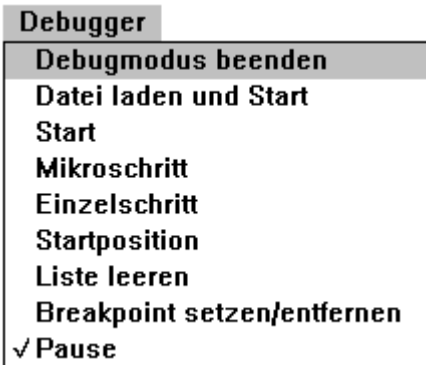 Debugger
Debugmodus beenden
Datei laden und Start
Start
Mikroschritt
Einzelschritt
Startposition
Liste leeren
Breakpoint setzen/entfernen
√ Pause